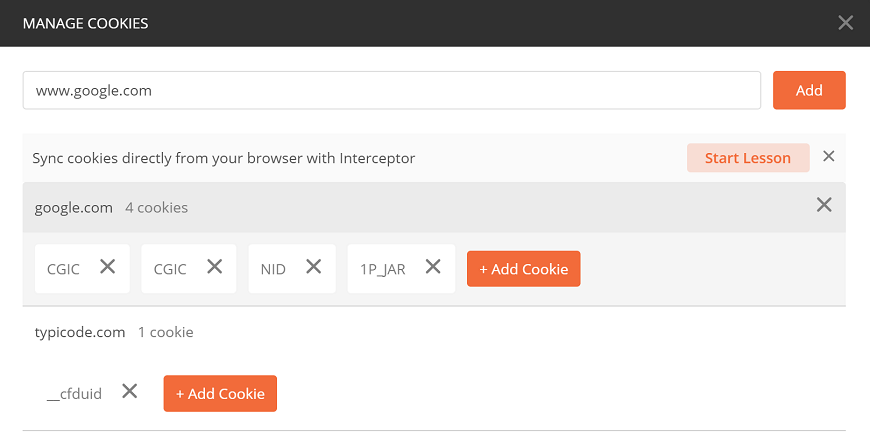 MANAGE COOKIES
www.google.com
Add
Sync cookies directly from your browser with Interceptor
Start Lesson
google.com 4 cookies
CGIC CGIC NID 1P_JAR + Add Cookie
typicode.com 1 cookie
__cfduid + Add Cookie